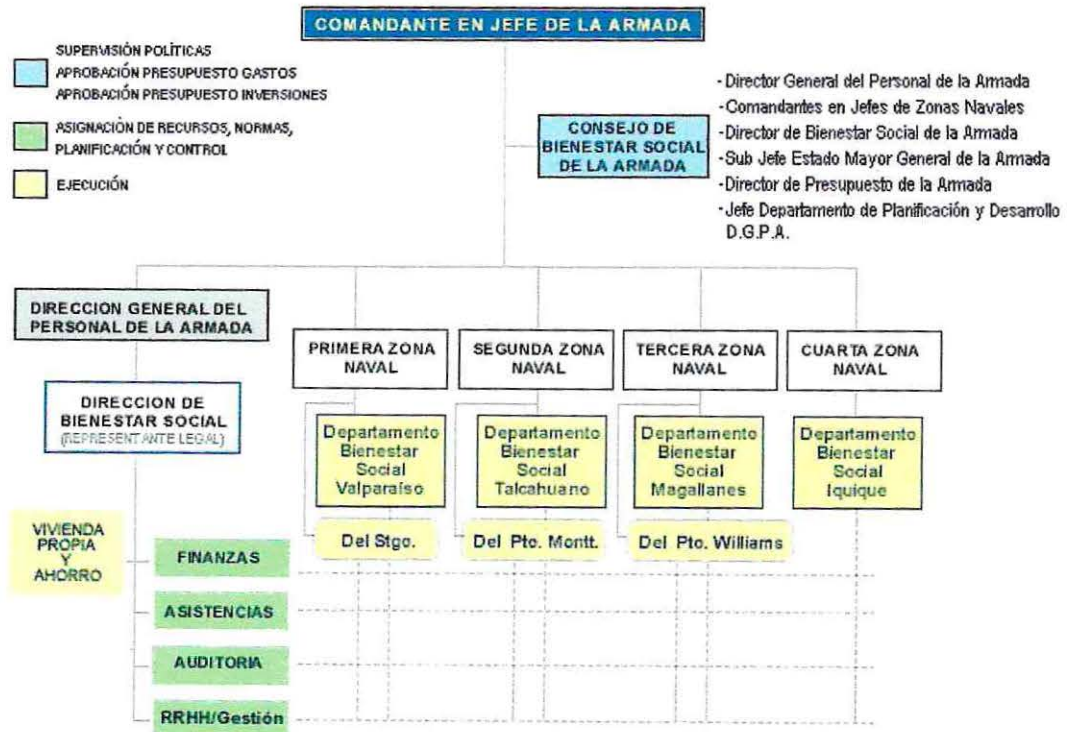 COMANDANTE EN JEFE DE LA ARMADA
SUPERVISIÓN POLÍTICAS
APROBACIÓN PRESUPUESTO GASTOS
APROBACIÓN PRESUPUESTO INVERSIONES
ASIGNACIÓN DE RECURSOS, NORMAS,
PLANIFICACIÓN Y CONTROL
EJECUCIÓN
CONSEJO DE
BIENESTAR SOCIAL
DE LA ARMADA
- Director General del Personal de la Armada
- Comandantes en Jefes de Zonas Navales
- Director de Bienestar Social de la Armada
- Sub Jefe Estado Mayor General de la Armada
- Director de Presupuesto de la Armada
- Jefe Departamento de Planificación y Desarrollo
D.G.P.A.
DIRECCION GENERAL DEL
PERSONAL DE LA ARMADA
DIRECCION DE
BIENESTAR SOCIAL
(REPRESENTANTE LEGAL)
PRIMERA ZONA
NAVAL
SEGUNDA ZONA
NAVAL
TERCERA ZONA
NAVAL
CUARTA ZONA
NAVAL
Departamento
Bienestar
Social
Valparaíso
Departamento
Bienestar
Social
Talcahuano
Departamento
Bienestar
Social
Magallanes
Departamento
Bienestar
Social
Iquique
Del Stgo.
Del Pto. Montt.
Del Pto. Williams
VIVIENDA
PROPIA
Y
AHORRO
FINANZAS
ASISTENCIAS
AUDITORIA
RRHH/Gestión